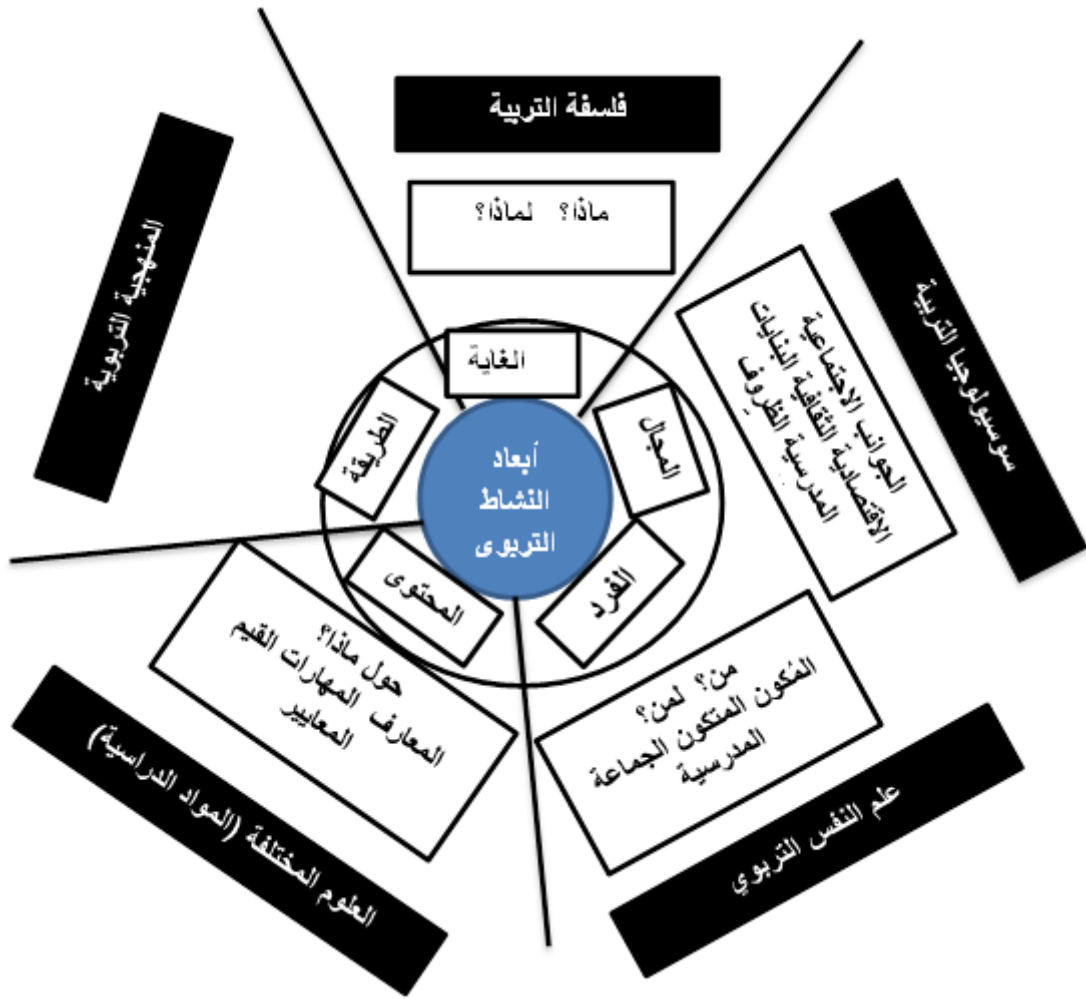 فلسفة التربية
ماذا؟ لماذا؟
الغاية
سوسيولوجيا التربية
الجوانب الاجتماعية
الاقتصادية الثقافية البنايات
المدرسية الظروف
المجال
علم النفس التربوي
من؟ لمن؟
المُكون المتكون الجماعة
المدرسية
الفرد
العلوم المختلفة (المواد الدراسية)
حول ماذا؟
المعارف المهارات القيم
المعايير
المحتوى
المنهجية التربوية
الطريقة
أبعاد
النشاط
التربوى